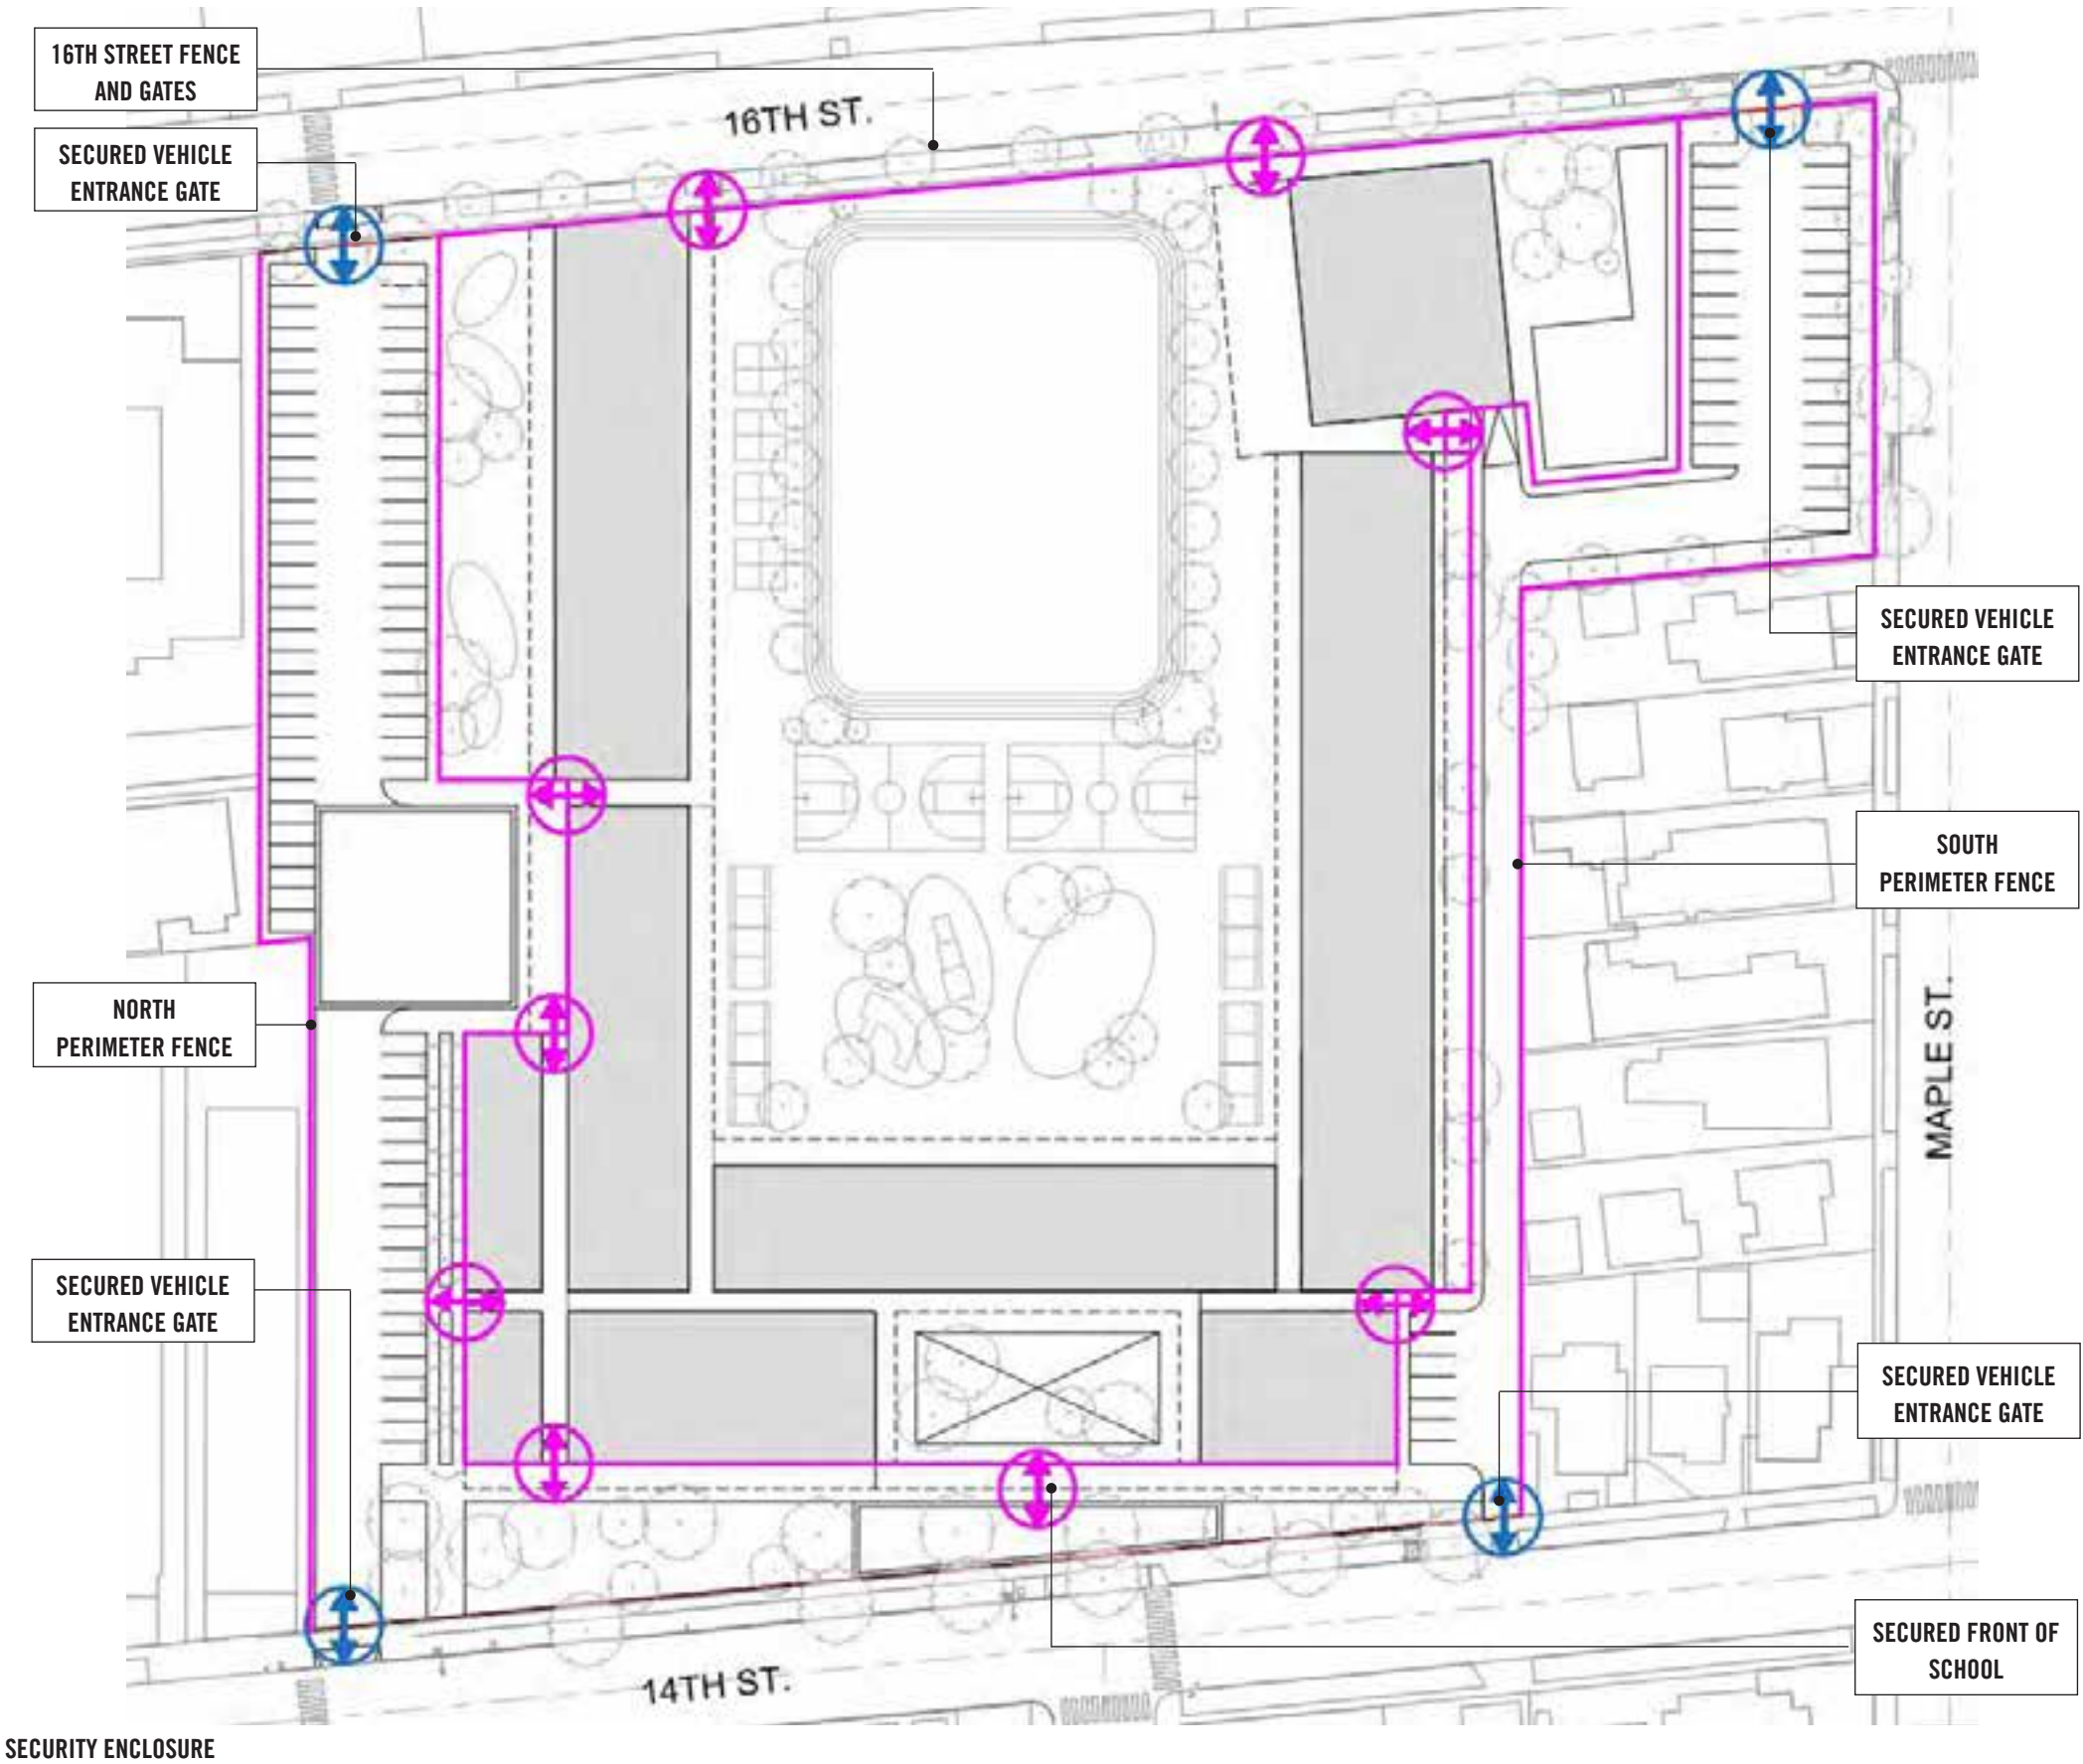 16TH STREET FENCE
AND GATES
SECURED VEHICLE
ENTRANCE GATE
16TH ST.
SECURED VEHICLE
ENTRANCE GATE
SOUTH
PERIMETER FENCE
NORTH
PERIMETER FENCE
MAPLE ST.
SECURED VEHICLE
ENTRANCE GATE
SECURED VEHICLE
ENTRANCE GATE
SECURED FRONT OF
SCHOOL
14TH ST.
SECURITY ENCLOSURE